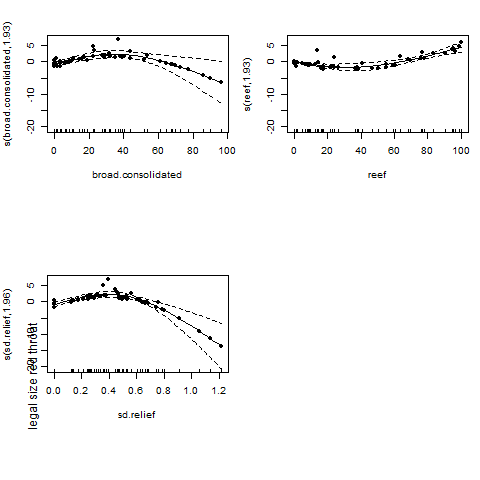 s(broad.consolidated,1.93)
5
0
-10
-20
0 20 40 60 80 100
broad.consolidated
s(reef,1.93)
5
0
-10
-20
0 20 40 60 80 100
reef
s(sd.relief,1.96)
legal size red throat
5
0
-20
0.0 0.2 0.4 0.6 0.8 1.0 1.2
sd.relief